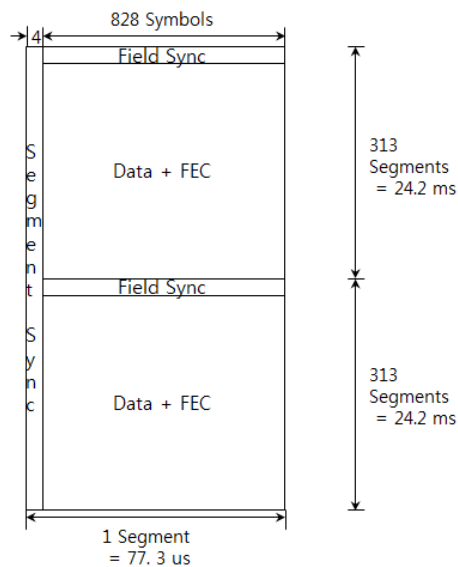 828 Symbols
4
Field Sync
Segment Sync
Data + FEC
313
Segments
= 24.2 ms
Field Sync
Data + FEC
313
Segments
= 24.2 ms
1 Segment
= 77. 3 us